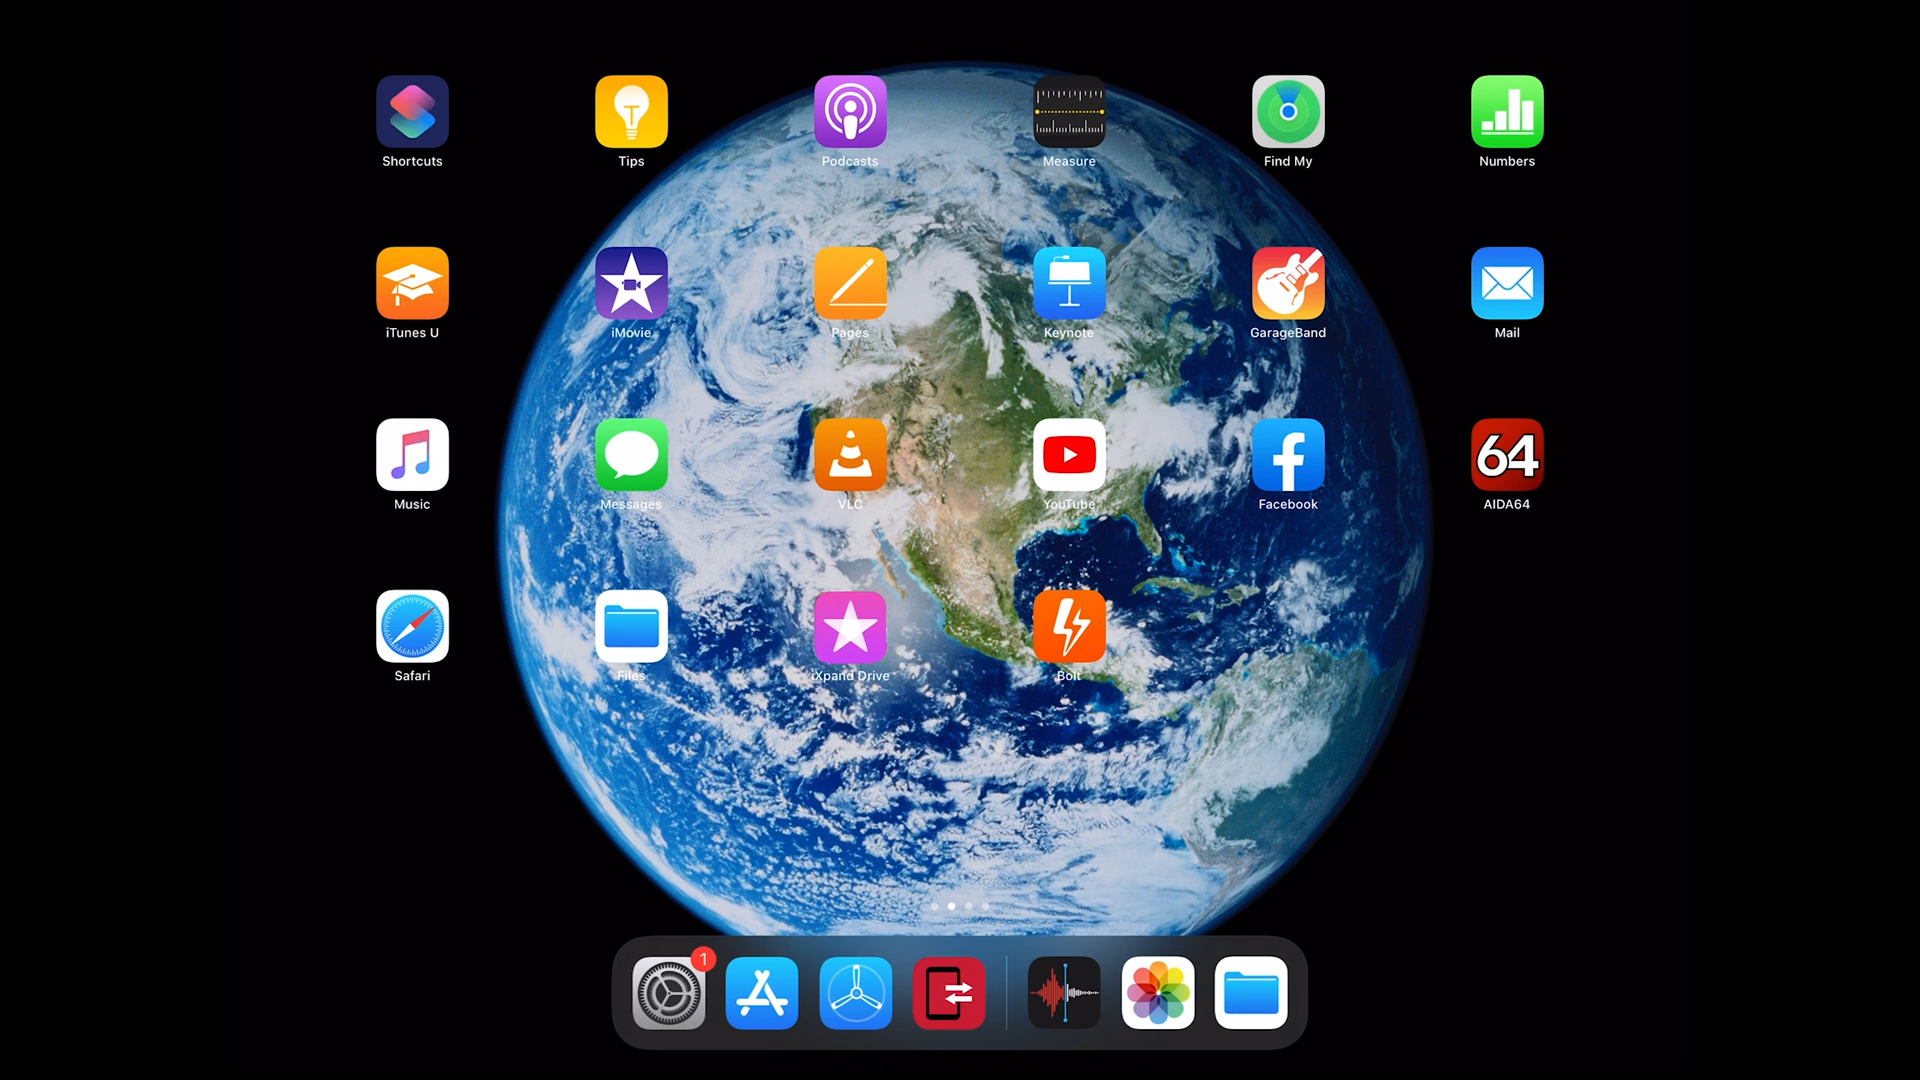 Shortcuts
Tips
Podcasts
Measure
Find My
Numbers
iTunes U
iMovie
Pages
Keynote
GarageBand
Mail
Music
Messages
VLC
YouTube
Facebook
64
AIDA64
Safari
Files
iXpand Drive
Bolt
1